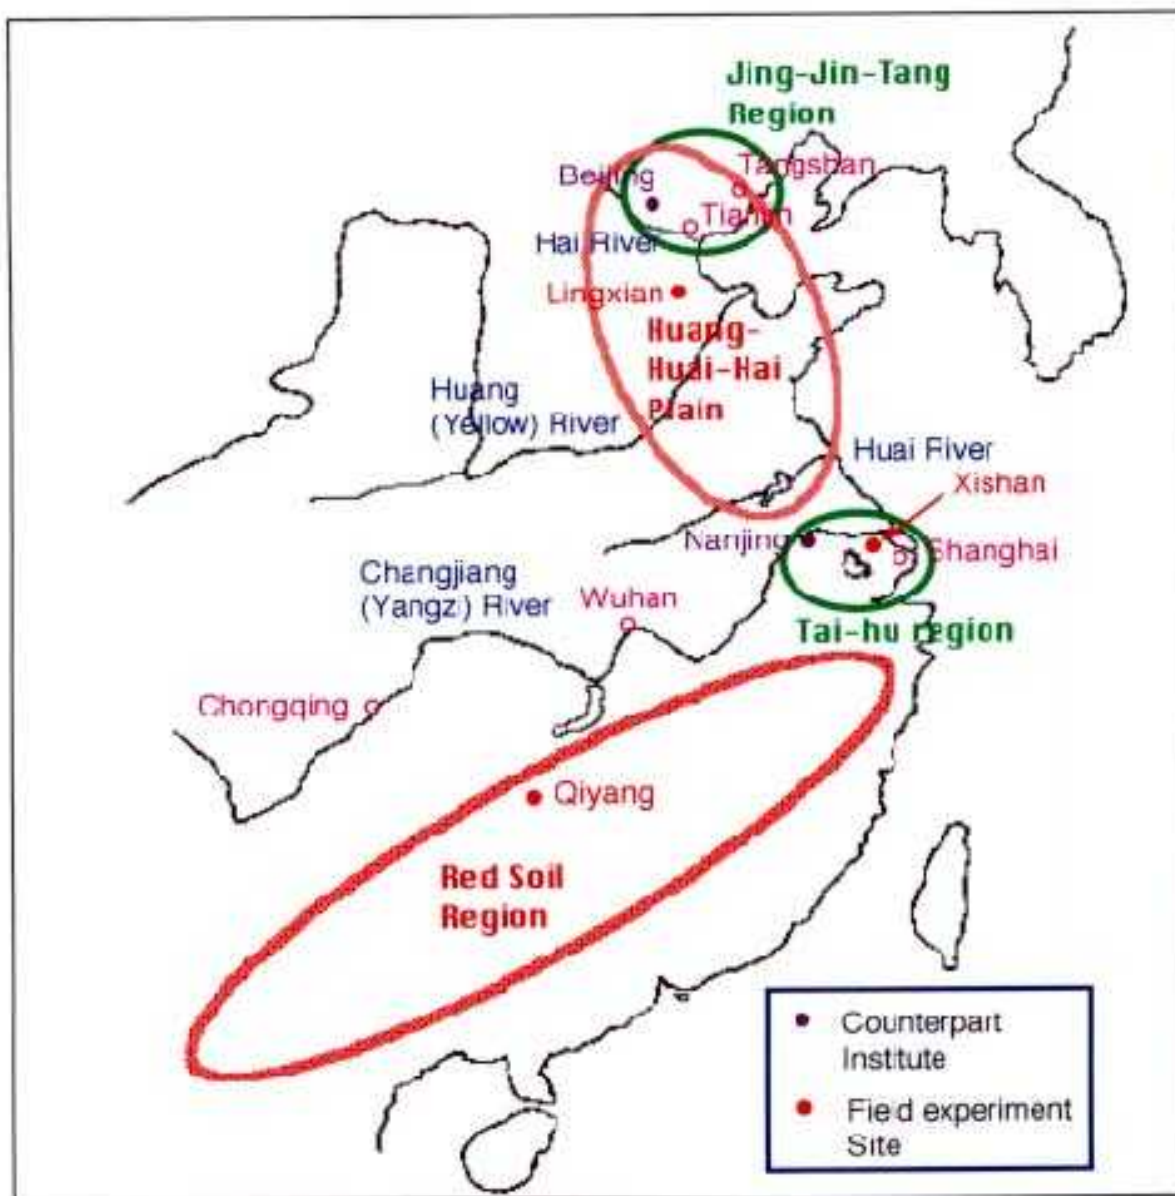 Jing-Jin-Tang
Region
Tangshan
Beijing
Tianjin
Hai River
Lingxian
Huang-
Huai-Hai
Plain
Huang
(Yellow) River
Huai River
Xishan
Nanjing
Shanghai
Changjiang
(Yangzi) River
Wuhan
Tai-hu region
Chongqing
Qiyang
Red Soil
Region
Counterpart
Institute
Field experiment
Site